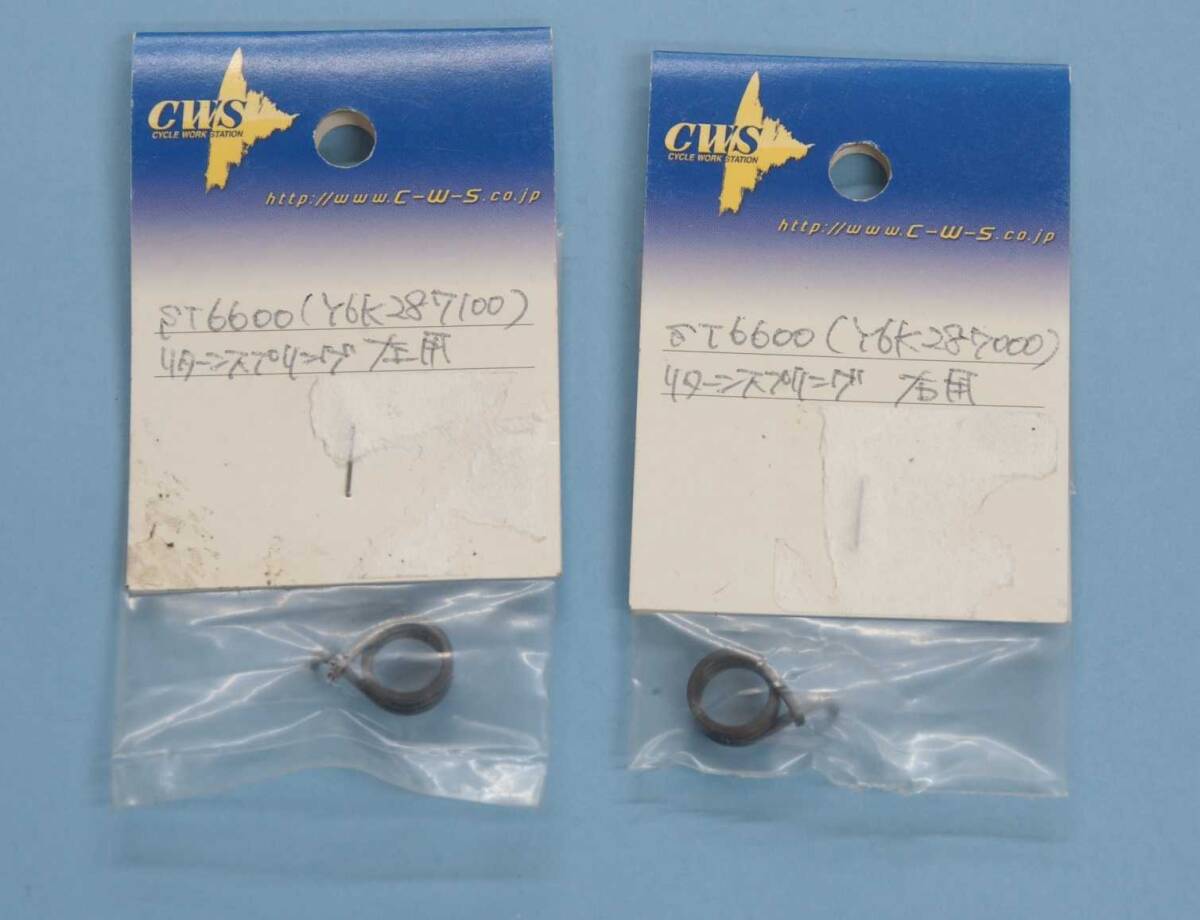 CWS
CYCLE WORK STATION
http://www.C-W-S.co.jp
ST6600(Y6K287100)
リターンスプリング 左用
CWS
CYCLE WORK STATION
http://www.C-W-S.co.jp
ST6600(Y6K287000)
リターンスプリング 右用